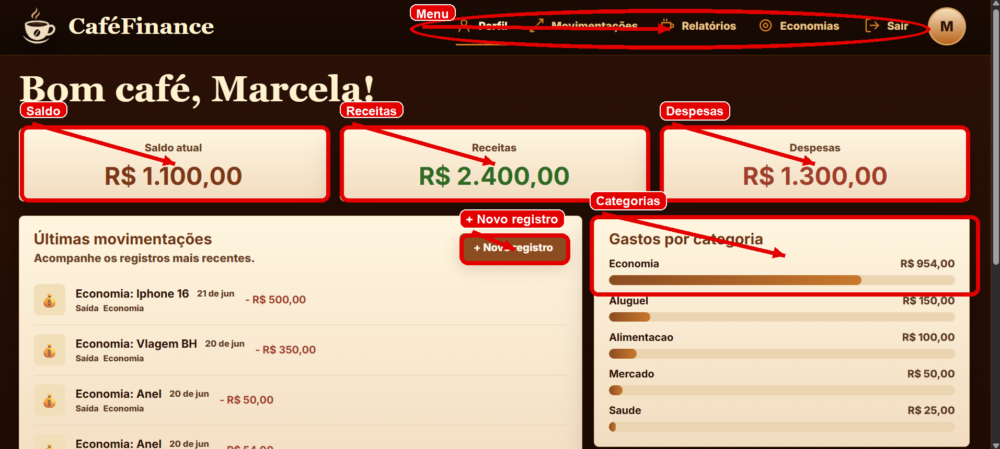 Menu
CaféFinance
Perfil
Movimentações
Relatórios
Economias
Sair
M
Bom café, Marcela!
Saldo
Receitas
Despesas
Saldo atual
R$ 1.100,00
Receitas
R$ 2.400,00
Despesas
R$ 1.300,00
Categorias
+ Novo registro
Últimas movimentações
Acompanhe os registros mais recentes.
+ Novo registro
Economia: Iphone 16 21 de jun - R$ 500,00
Saída Economia
Economia: VIagem BH 20 de jun - R$ 350,00
Saída Economia
Economia: Anel 20 de jun - R$ 50,00
Saída Economia
Economia: Anel 20 de jun - R$ 54,00
Gastos por categoria
Economia R$ 954,00
Aluguel R$ 150,00
Alimentacao R$ 100,00
Mercado R$ 50,00
Saude R$ 25,00